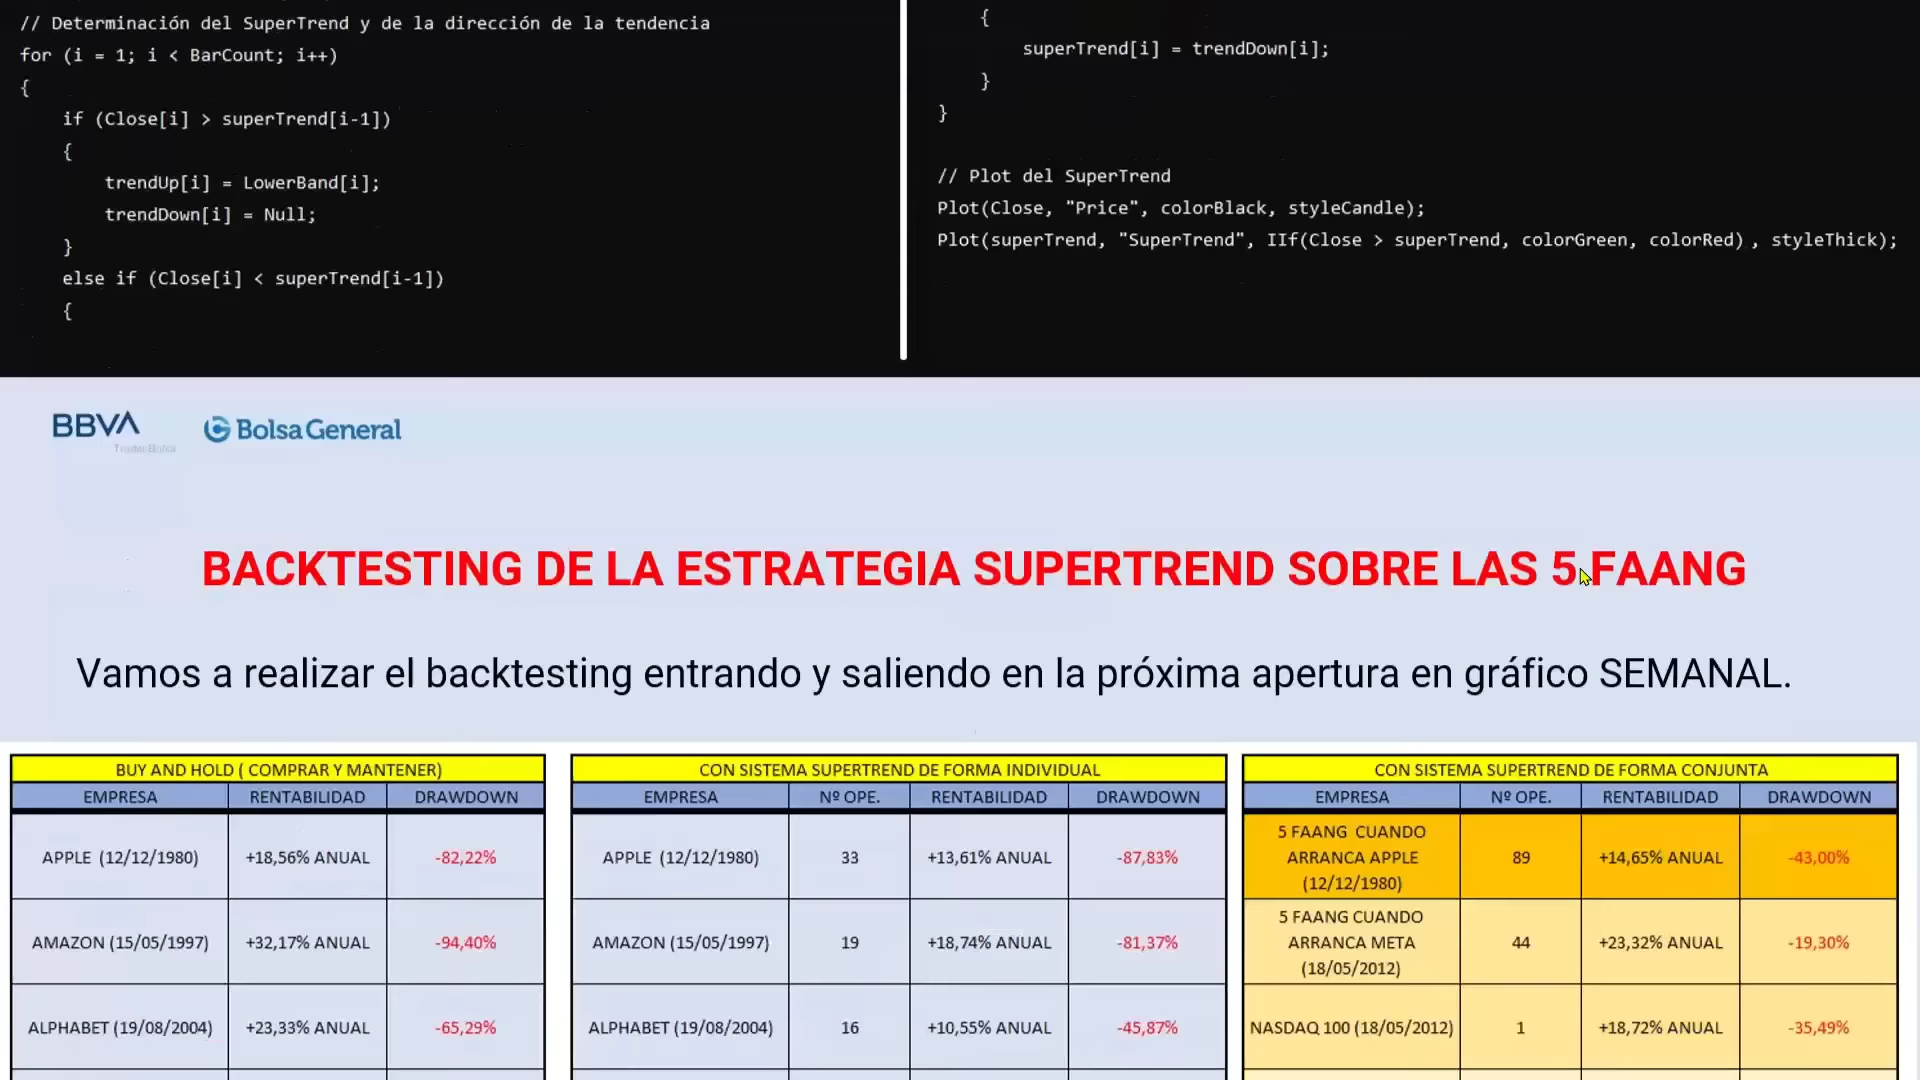 // Determinación del SuperTrend y de la dirección de la tendencia
for (i = 1; i < BarCount; i++)
{
if (Close[i] > superTrend[i-1])
{
trendUp[i] = LowerBand[i];
trendDown[i] = Null;
}
else if (Close[i] < superTrend[i-1])
{
{
superTrend[i] = trendDown[i];
}
}
// Plot del SuperTrend
Plot(Close, "Price", colorBlack, styleCandle);
Plot(superTrend, "SuperTrend", IIf(Close > superTrend, colorGreen, colorRed), styleThick);
BBVA
Trader Bolsa
Bolsa General
BACKTESTING DE LA ESTRATEGIA SUPERTREND SOBRE LAS 5 FAANG
Vamos a realizar el backtesting entrando y saliendo en la próxima apertura en gráfico SEMANAL.
BUY AND HOLD ( COMPRAR Y MANTENER)
EMPRESA RENTABILIDAD DRAWDOWN
APPLE (12/12/1980) +18,56% ANUAL -82,22%
AMAZON (15/05/1997) +32,17% ANUAL -94,40%
ALPHABET (19/08/2004) +23,33% ANUAL -65,29%
CON SISTEMA SUPERTREND DE FORMA INDIVIDUAL
EMPRESA Nº OPE. RENTABILIDAD DRAWDOWN
APPLE (12/12/1980) 33 +13,61% ANUAL -87,83%
AMAZON (15/05/1997) 19 +18,74% ANUAL -81,37%
ALPHABET (19/08/2004) 16 +10,55% ANUAL -45,87%
CON SISTEMA SUPERTREND DE FORMA CONJUNTA
EMPRESA Nº OPE. RENTABILIDAD DRAWDOWN
5 FAANG CUANDO
ARRANCA APPLE 89 +14,65% ANUAL -43,00%
(12/12/1980)
5 FAANG CUANDO
ARRANCA META 44 +23,32% ANUAL -19,30%
(18/05/2012)
NASDAQ 100 (18/05/2012) 1 +18,72% ANUAL -35,49%